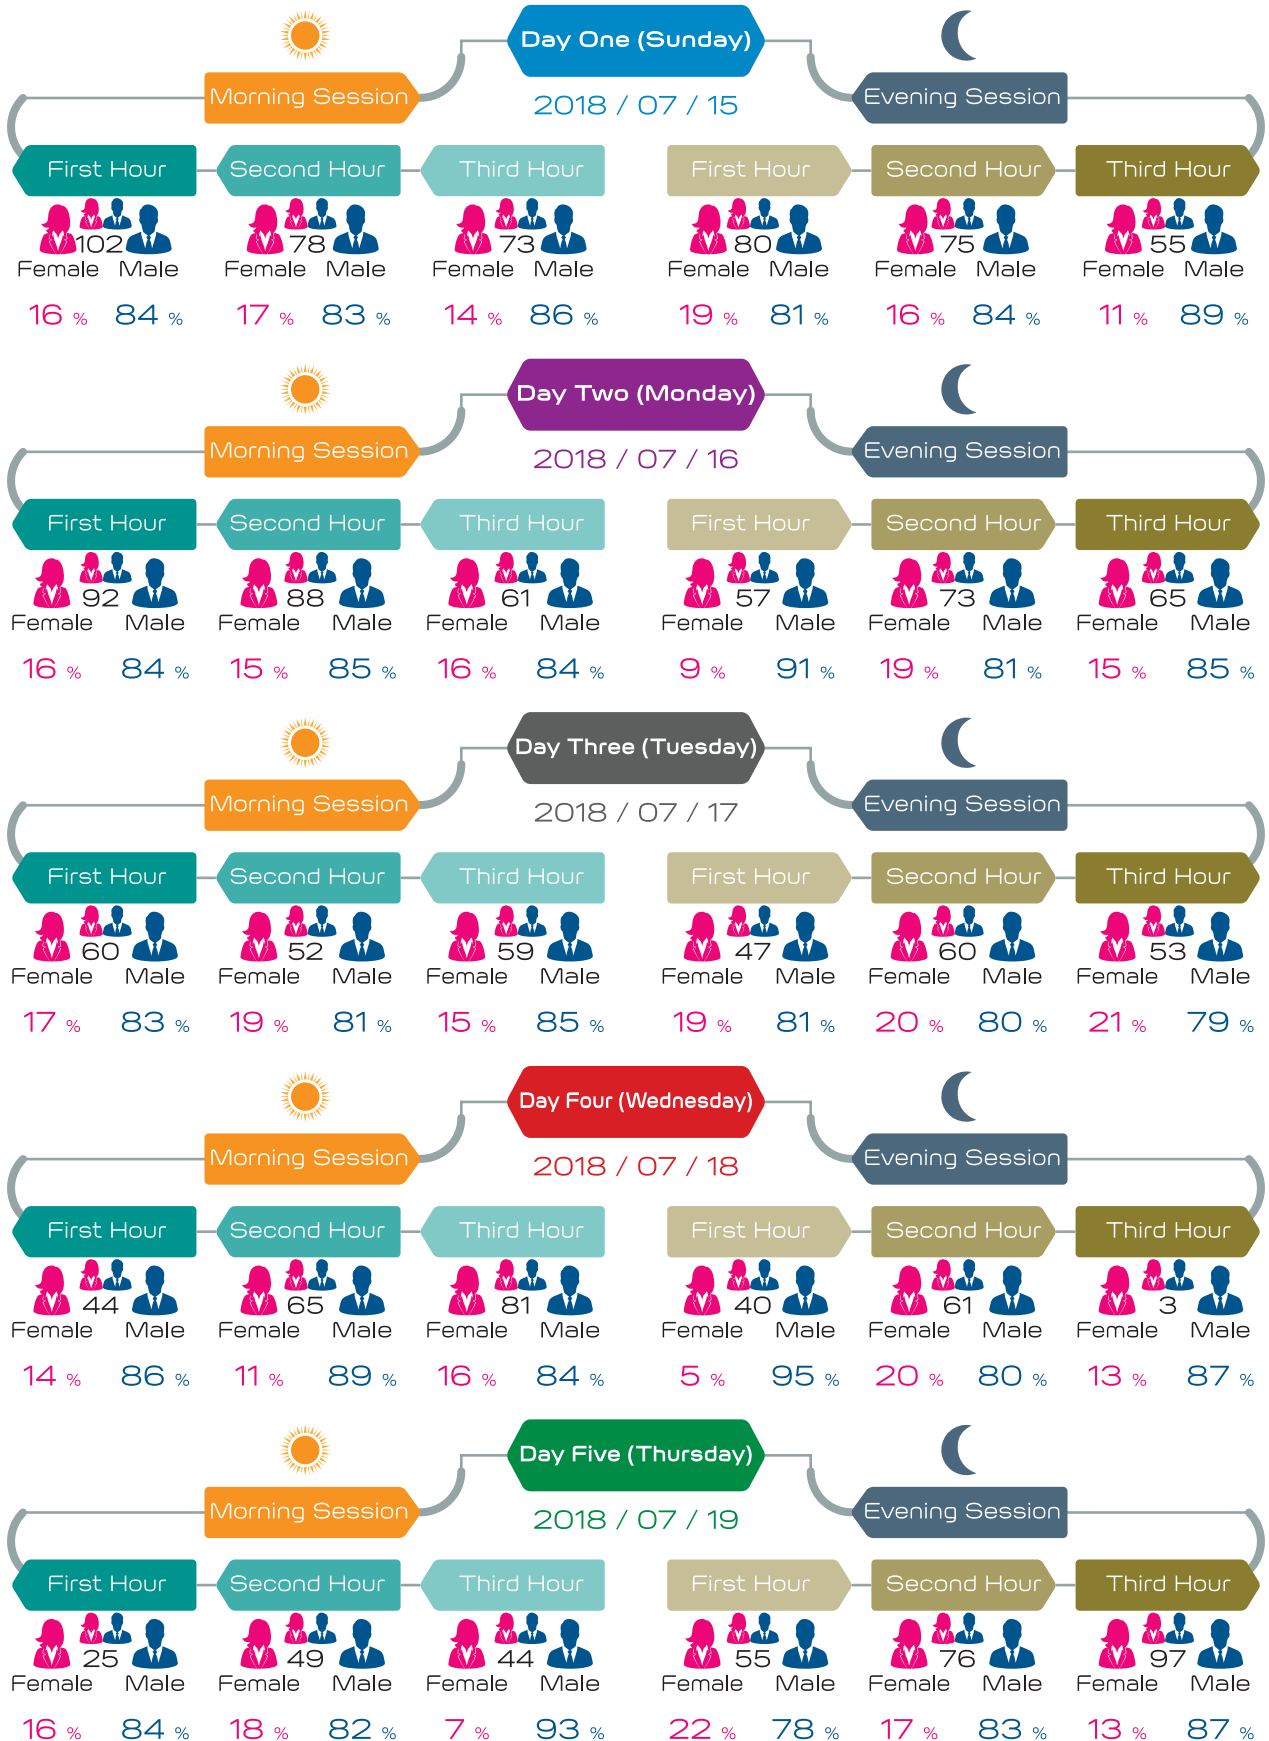 Day One (Sunday)
Morning Session
2018 / 07 / 15
Evening Session
First Hour Second Hour Third Hour First Hour Second Hour Third Hour
102 78 73 80 75 55
Female Male Female Male Female Male Female Male Female Male Female Male
16 % 84 % 17 % 83 % 14 % 86 % 19 % 81 % 16 % 84 % 11 % 89 %
Day Two (Monday)
Morning Session
2018 / 07 / 16
Evening Session
First Hour Second Hour Third Hour First Hour Second Hour Third Hour
92 88 61 57 73 65
Female Male Female Male Female Male Female Male Female Male Female Male
16 % 84 % 15 % 85 % 16 % 84 % 9 % 91 % 19 % 81 % 15 % 85 %
Day Three (Tuesday)
Morning Session
2018 / 07 / 17
Evening Session
First Hour Second Hour Third Hour First Hour Second Hour Third Hour
60 52 59 47 60 53
Female Male Female Male Female Male Female Male Female Male Female Male
17 % 83 % 19 % 81 % 15 % 85 % 19 % 81 % 20 % 80 % 21 % 79 %
Day Four (Wednesday)
Morning Session
2018 / 07 / 18
Evening Session
First Hour Second Hour Third Hour First Hour Second Hour Third Hour
44 65 81 40 61 3
Female Male Female Male Female Male Female Male Female Male Female Male
14 % 86 % 11 % 89 % 16 % 84 % 5 % 95 % 20 % 80 % 13 % 87 %
Day Five (Thursday)
Morning Session
2018 / 07 / 19
Evening Session
First Hour Second Hour Third Hour First Hour Second Hour Third Hour
25 49 44 55 76 97
Female Male Female Male Female Male Female Male Female Male Female Male
16 % 84 % 18 % 82 % 7 % 93 % 22 % 78 % 17 % 83 % 13 % 87 %